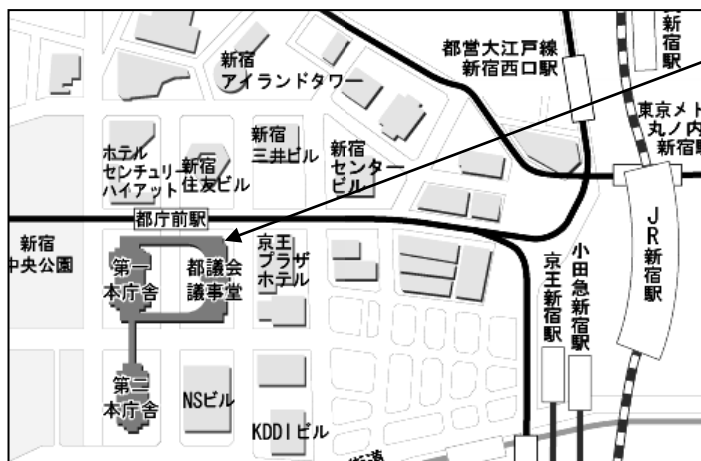 新宿
アイランドタワー
都営大江戸線
新宿西口駅
新宿駅
東京メト
丸ノ内
新宿
ホテル
センチュリー
ハイアット
新宿
住友ビル
新宿
三井ビル
新宿
センター
ビル
都庁前駅
新宿
中央公園
第一
本庁舎
都議会
議事堂
京王
プラザ
ホテル
京王新宿駅
小田急新宿駅
JR新宿駅
第二
本庁舎
NSビル
KDDIビル
街道